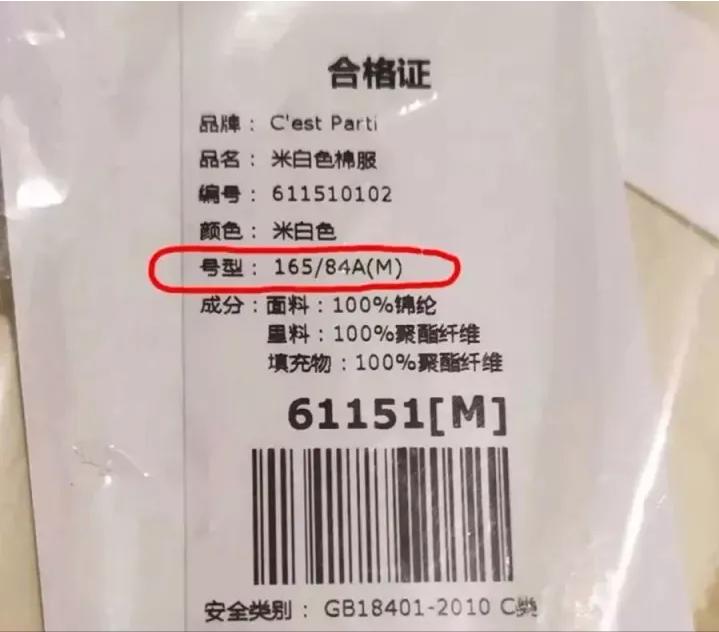 合格证
品牌： C'est Parti
品名： 米白色棉服
编号： 611510102
颜色： 米白色
号型： 165/84A(M)
成分：面料：100%锦纶
里料：100%聚酯纤维
填充物：100%聚酯纤维
61151[M]
安全类别： GB18401-2010 C类